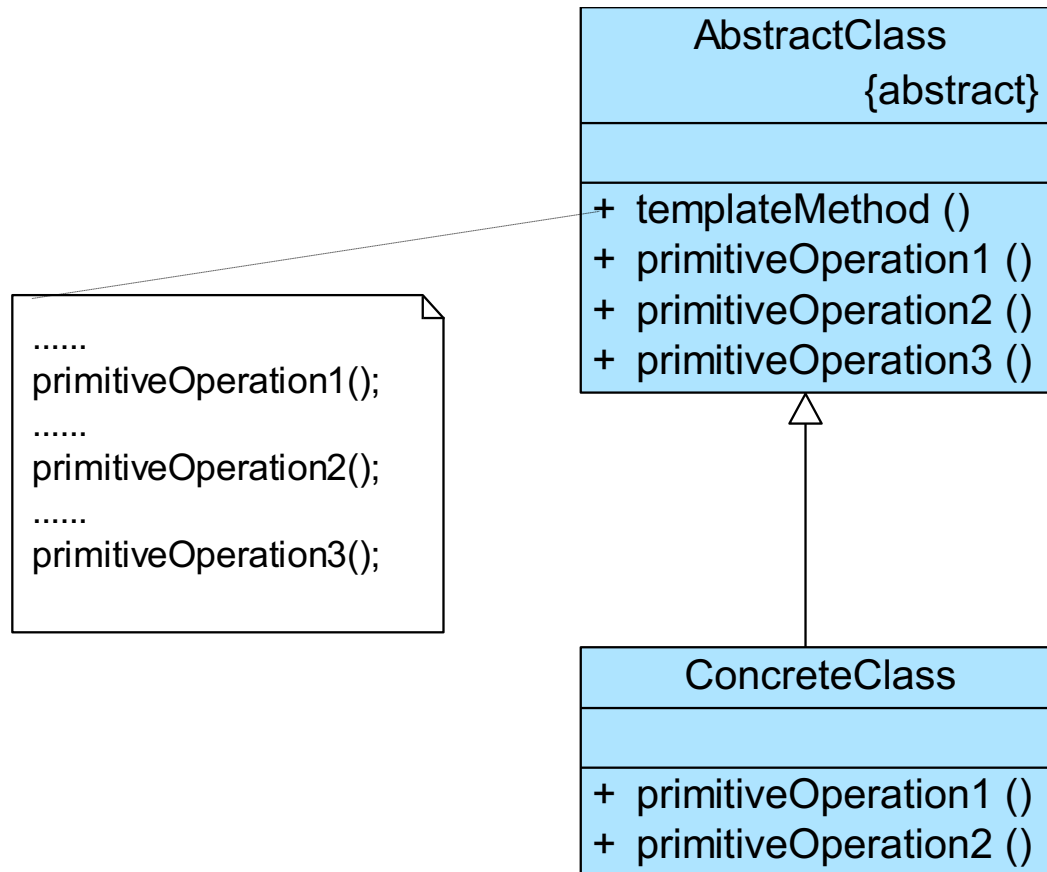 AbstractClass
{abstract}
+ templateMethod ()
+ primitiveOperation1 ()
+ primitiveOperation2 ()
+ primitiveOperation3 ()
......
primitiveOperation1();
......
primitiveOperation2();
......
primitiveOperation3();
ConcreteClass
+ primitiveOperation1 ()
+ primitiveOperation2 ()